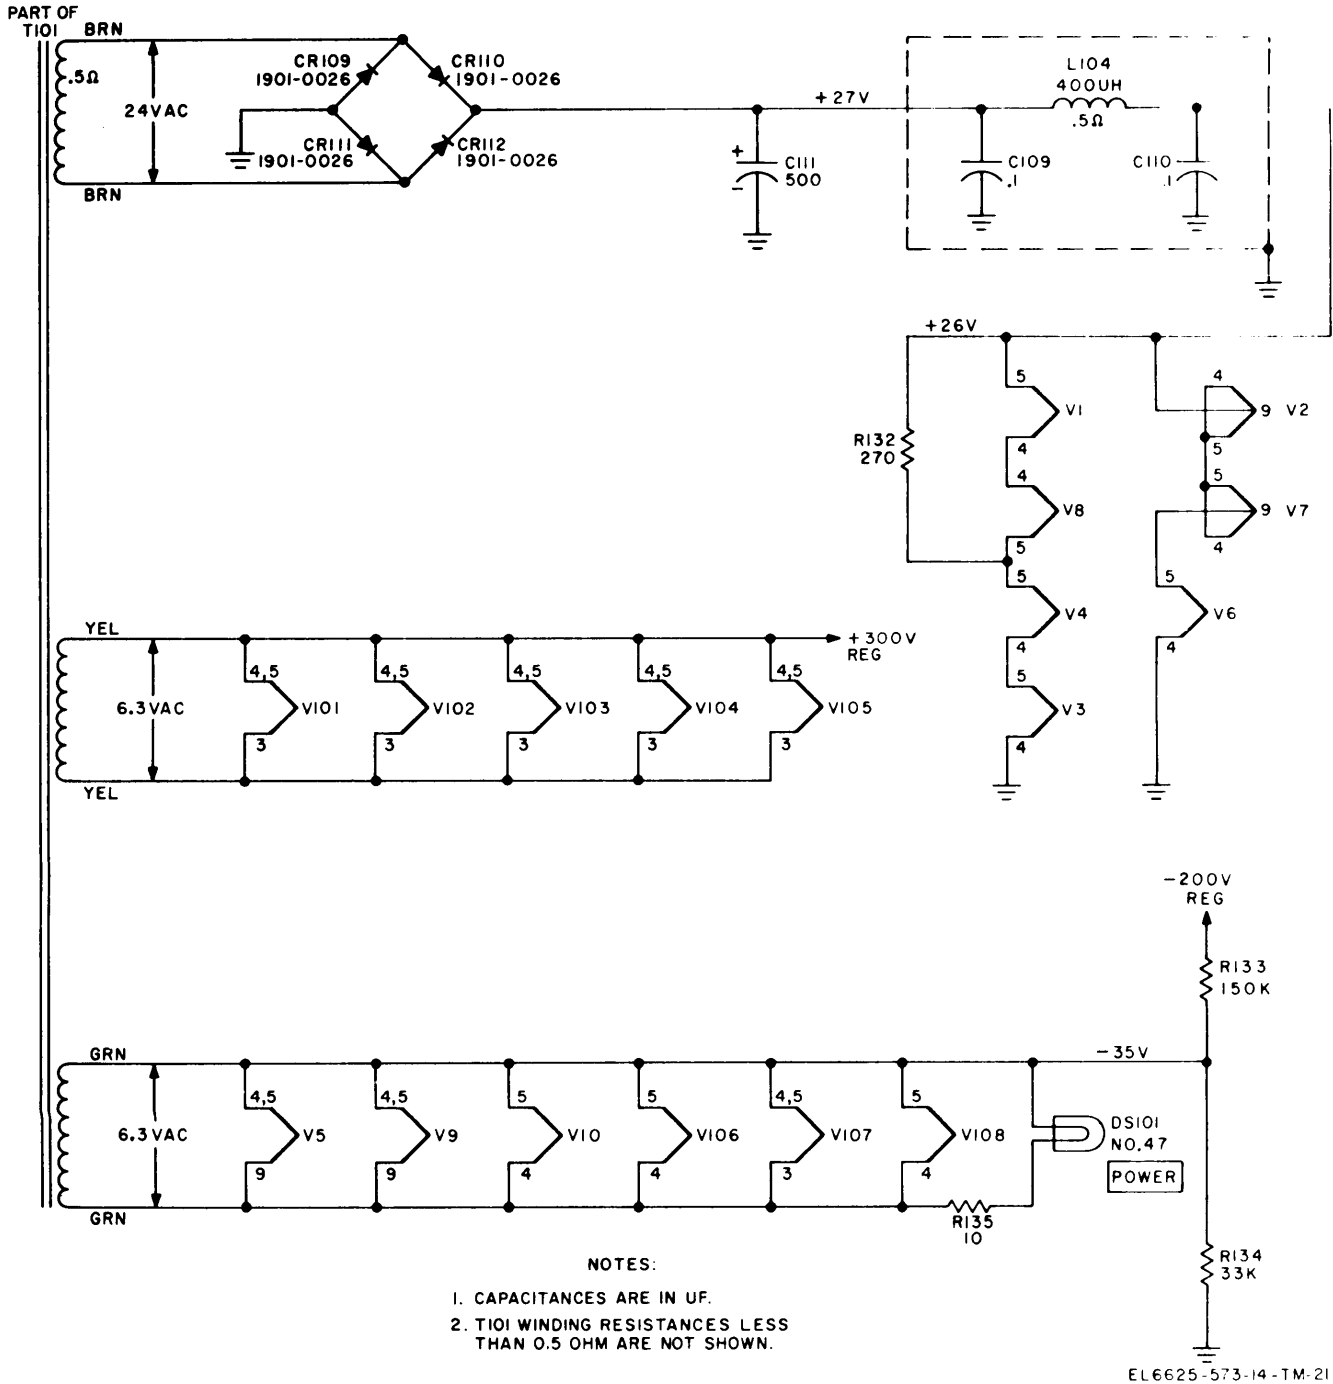 PART OF
T101
BRN
.5Ω
24VAC
BRN
CR109
1901-0026
CR110
1901-0026
CR111
1901-0026
CR112
1901-0026
+27V
+
-
C111
500
L104
400UH
.5Ω
C109
.1
C110
.1
+26V
R132
270
5
V1
4
4
V8
5
5
V4
4
5
V3
4
4
9 V2
5
5
9 V7
4
5
V6
4
YEL
6.3VAC
YEL
4,5
V101
3
4,5
V102
3
4,5
V103
3
4,5
V104
3
4,5
V105
3
+300V
REG
-200V
REG
R133
150K
-35V
GRN
6.3VAC
GRN
4,5
V5
9
4,5
V9
9
5
V10
4
5
V106
4
4,5
V107
3
5
V108
4
DS101
NO.47
POWER
R135
10
R134
33K
NOTES:
1. CAPACITANCES ARE IN UF.
2. T101 WINDING RESISTANCES LESS
THAN 0.5 OHM ARE NOT SHOWN.
EL6625-573-14-TM-21